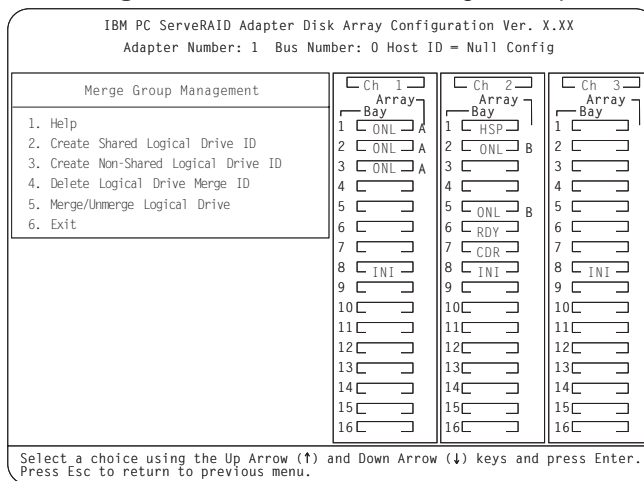 IBM PC ServeRAID Adapter Disk Array Configuration Ver. X.XX
Adapter Number: 1 Bus Number: 0 Host ID = Null Config
Merge Group Management
1. Help
2. Create Shared Logical Drive ID
3. Create Non-Shared Logical Drive ID
4. Delete Logical Drive Merge ID
5. Merge/Unmerge Logical Drive
6. Exit
Ch 1
Array
Bay
1 ONL A
2 ONL A
3 ONL A
4
5
6
7
8 INI
9
10
11
12
13
14
15
16
Ch 2
Array
Bay
1 HSP
2 ONL B
3
4
5 ONL B
6 RDY
7 CDR
8 INI
9
10
11
12
13
14
15
16
Ch 3
Array
Bay
1
2
3
4
5
6
7
8 INI
9
10
11
12
13
14
15
16
Select a choice using the Up Arrow (↑) and Down Arrow (↓) keys and press Enter.
Press Esc to return to previous menu.